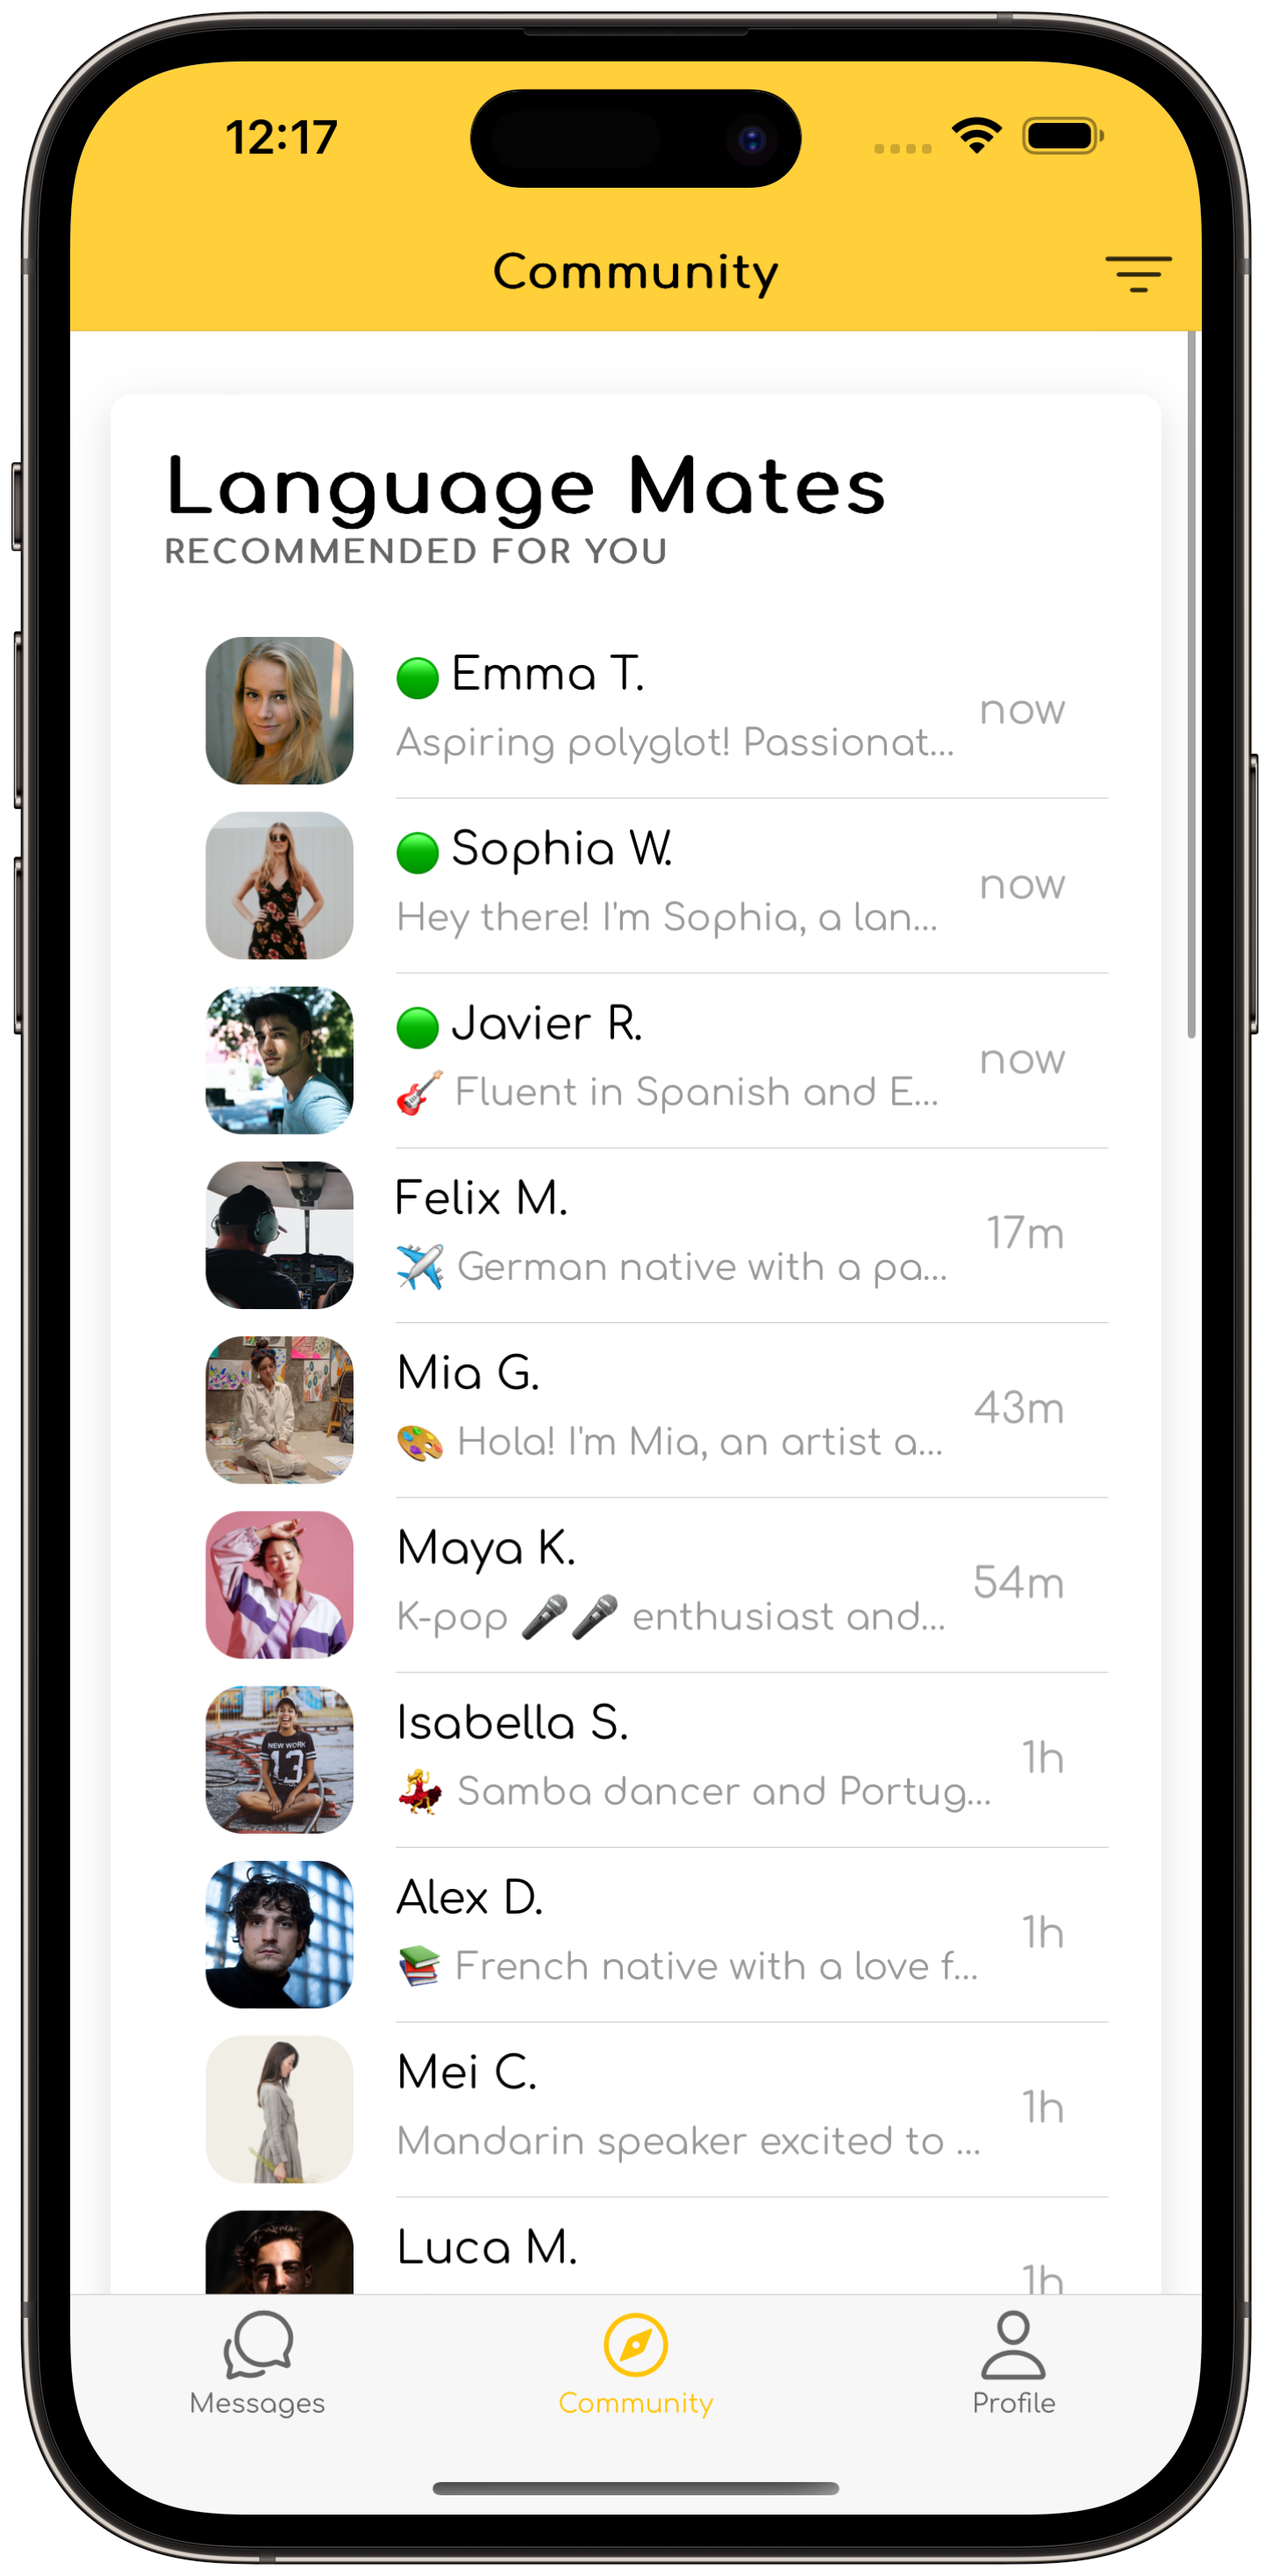 12:17
Community
Language Mates
RECOMMENDED FOR YOU
🟢 Emma T.
now
Aspiring polyglot! Passionat...
🟢 Sophia W.
now
Hey there! I'm Sophia, a lan...
🟢 Javier R.
now
🎸 Fluent in Spanish and E...
Felix M.
17m
✈️ German native with a pa...
Mia G.
43m
🎨 Hola! I'm Mia, an artist a...
Maya K.
54m
K-pop 🎤🎤 enthusiast and...
Isabella S.
1h
💃 Samba dancer and Portug...
NEW WORK
13
Alex D.
1h
📚 French native with a love f...
Mei C.
1h
Mandarin speaker excited to ...
Luca M.
1h
Messages
Community
Profile